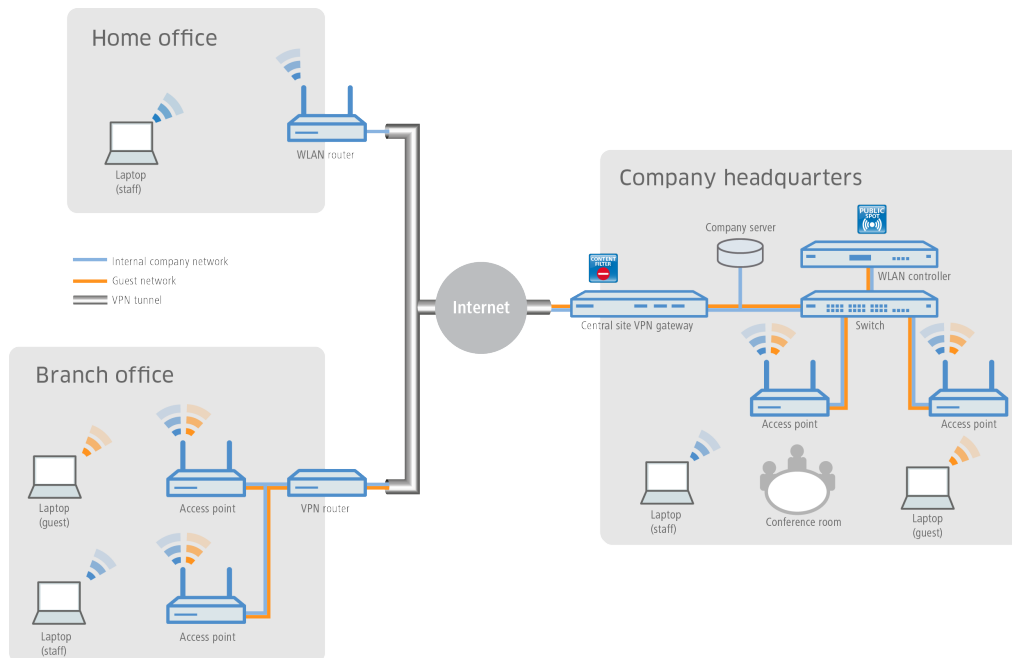 Home office
WLAN router
Laptop
(staff)
Company headquarters
PUBLIC
SPOT
Company server
Internal company network
CONTENT
FILTER
WLAN controller
Guest network
VPN tunnel
Internet
Central site VPN gateway
Switch
Branch office
Access point
Access point
Laptop
(guest)
Access point
VPN router
Laptop
(staff)
Conference room
Laptop
(guest)
Laptop
(staff)
Access point